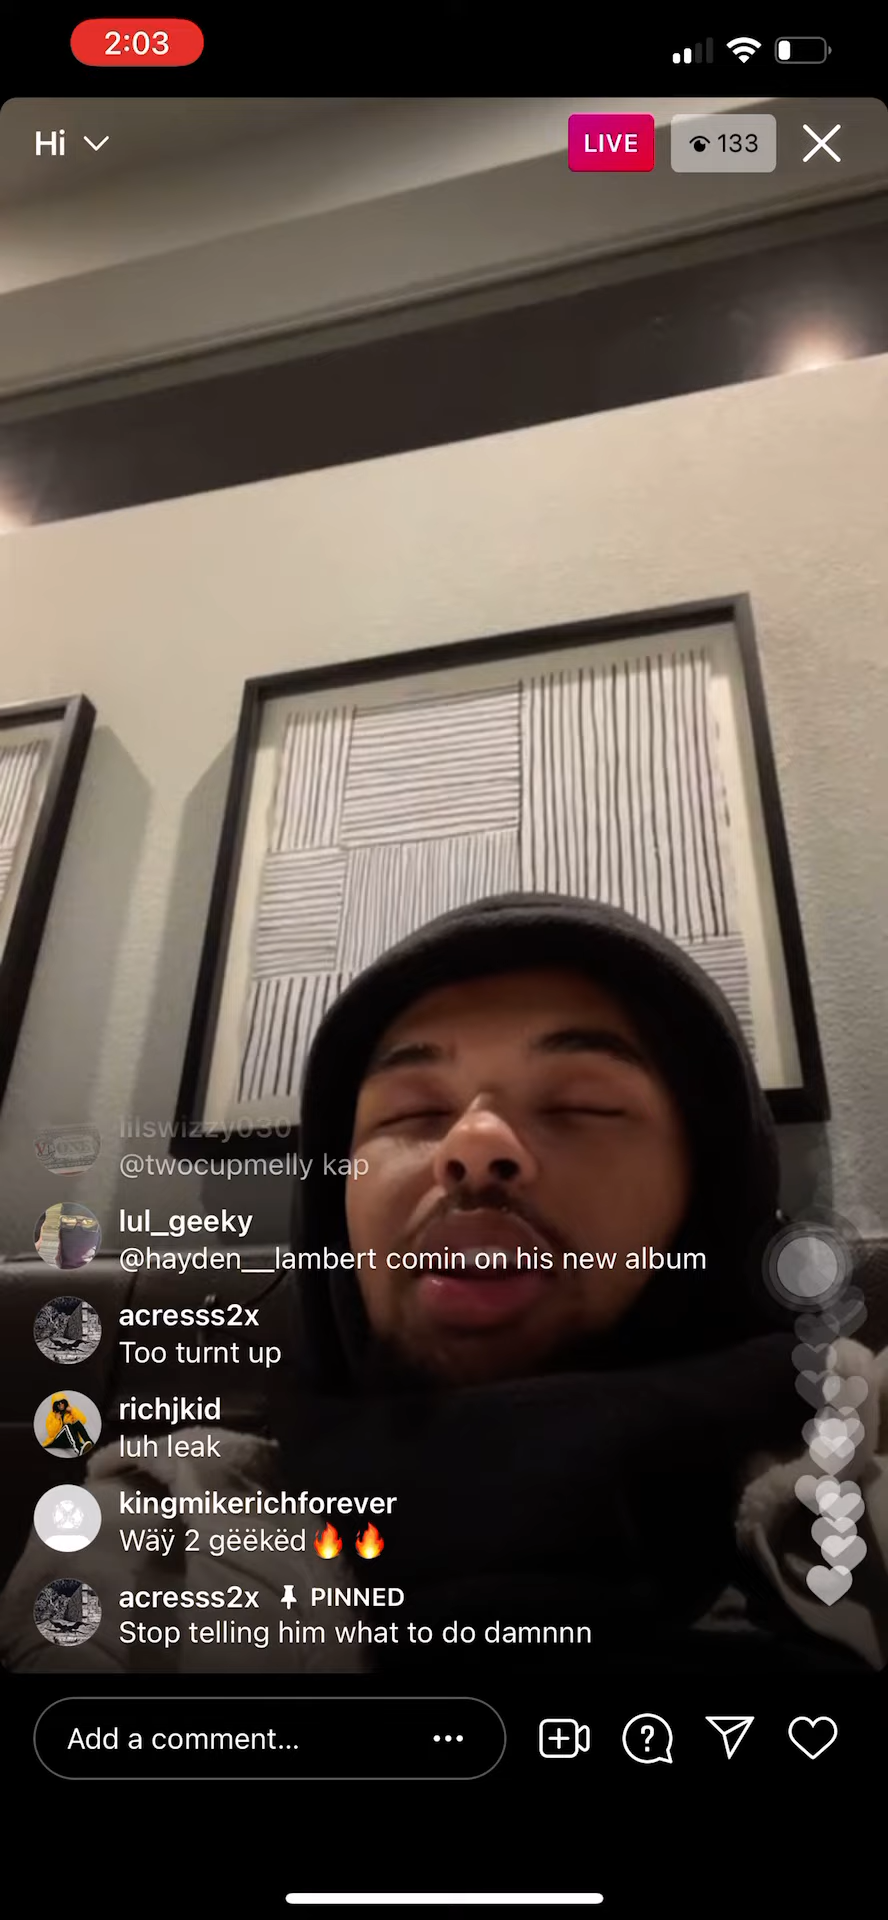 2:03
Hi
LIVE
133
lilswizzy030
@twocupmelly kap
lul_geeky
@hayden__lambert comin on his new album
acresss2x
Too turnt up
richjkid
luh leak
kingmikerichforever
Wäÿ 2 gëëkëd🔥🔥
acresss2x PINNED
Stop telling him what to do damnnn
Add a comment...